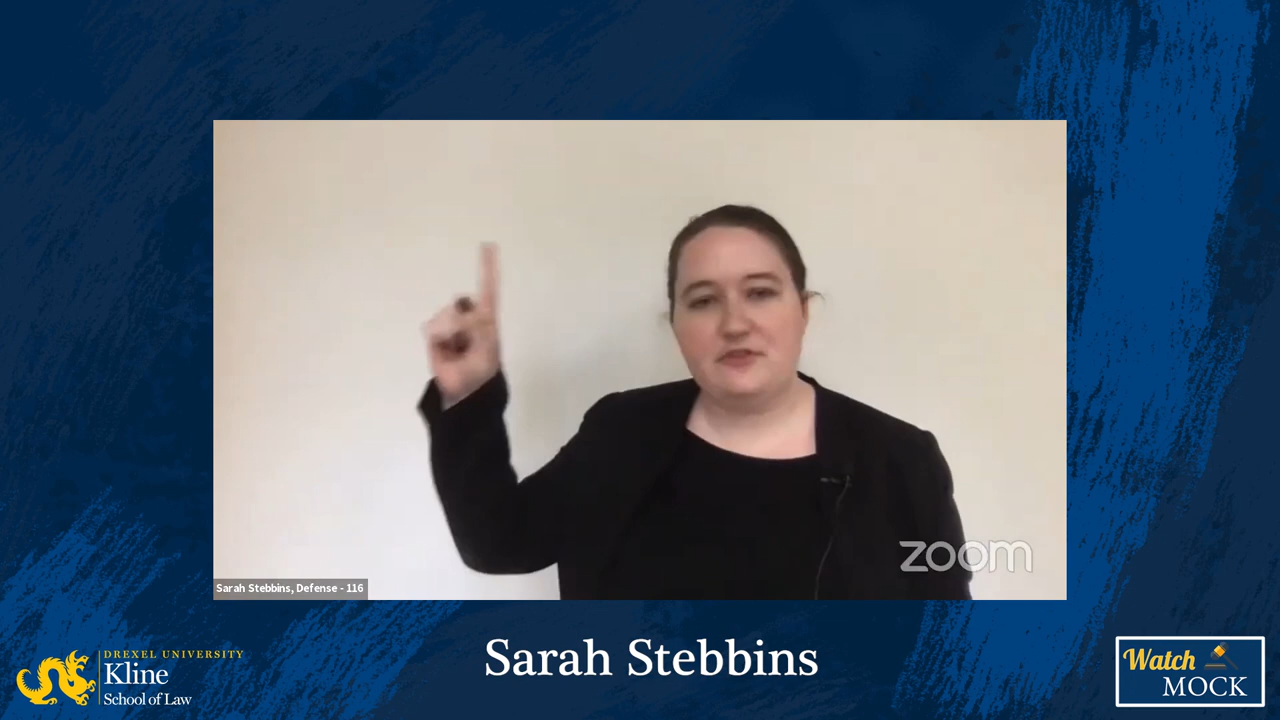 zoom
Sarah Stebbins, Defense - 116
Sarah Stebbins
DREXEL UNIVERSITY
Kline
School of Law
Watch
MOCK